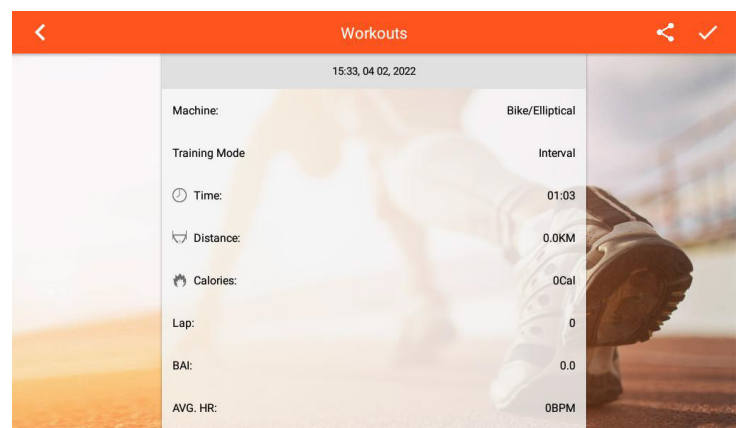 Workouts
15:33, 04 02, 2022
Machine: Bike/Elliptical
Training Mode Interval
Time: 01:03
Distance: 0.0KM
Calories: 0Cal
Lap: 0
BAI: 0.0
AVG. HR: 0BPM